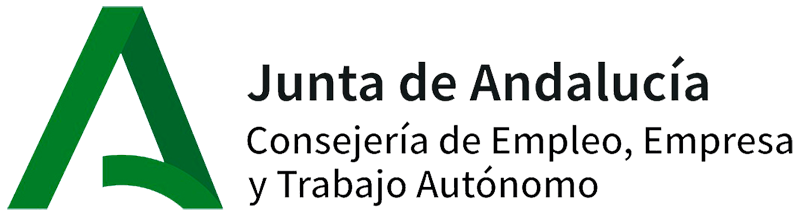 Junta de Andalucía
Consejería de Empleo, Empresa
y Trabajo Autónomo